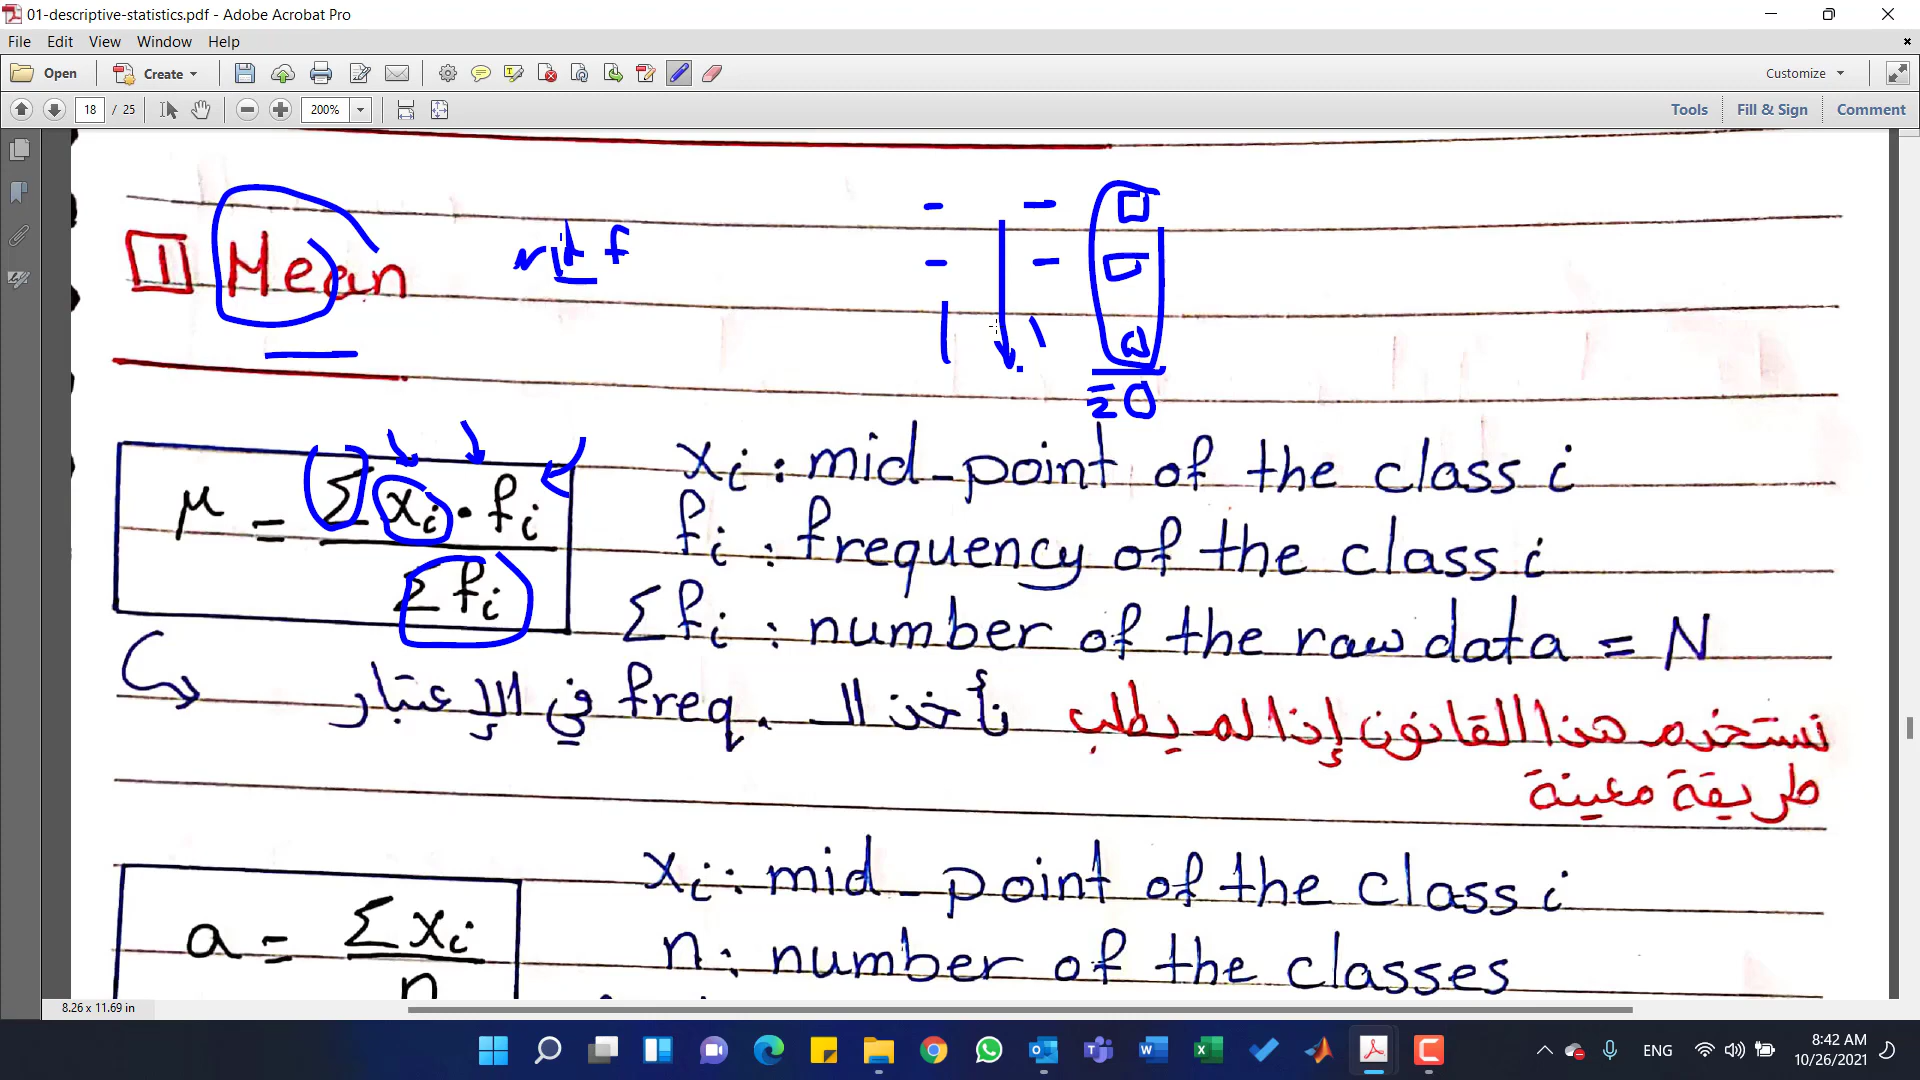 01-descriptive-statistics.pdf - Adobe Acrobat Pro
File Edit View Window Help
Open Create Customize
18 / 25 200% Tools Fill & Sign Comment
1 Mean
f
50
μ = Σ xi · fi / Σ fi
xi : mid-point of the class i
fi : frequency of the class i
Σfi : number of the raw data = N
نستخدم هذا القانون إذا لم يطلب
طريقة معينة
نأخذ الـ freq. في الإعتبار
a = Σ xi / n
xi : mid-point of the class i
n : number of the classes
8.26 x 11.69 in
ENG
8:42 AM
10/26/2021